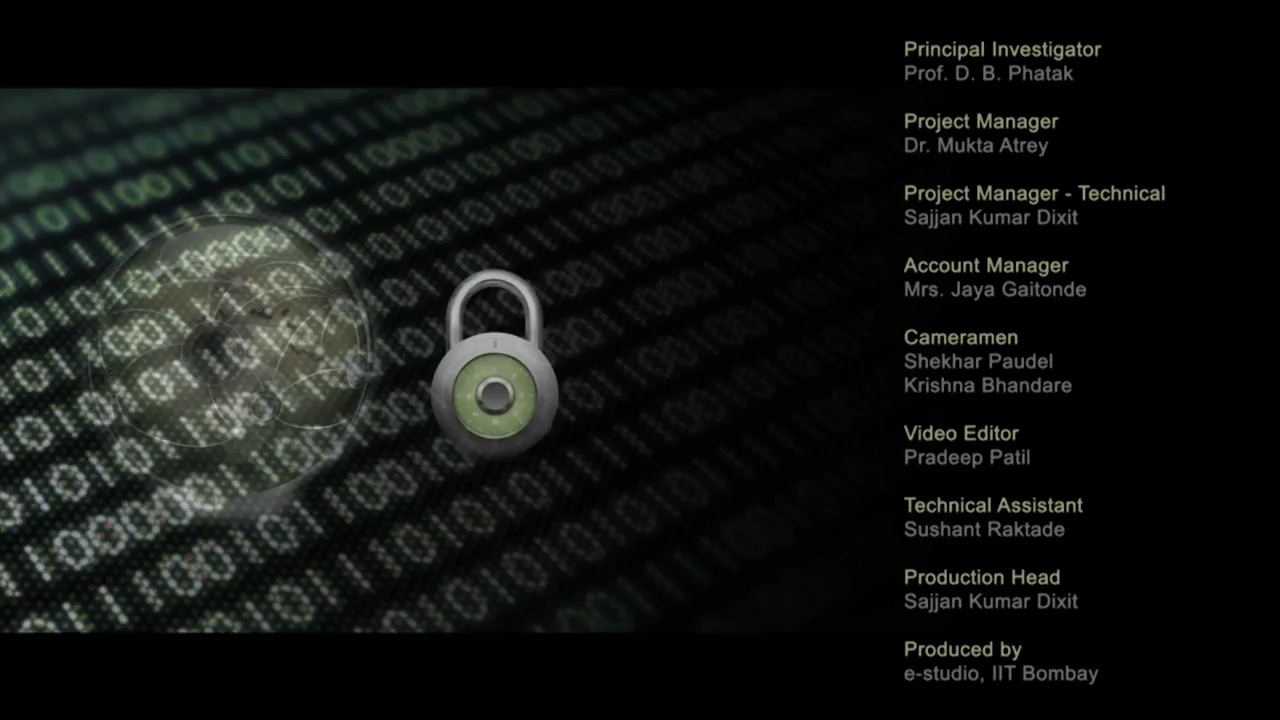 Principal Investigator
Prof. D. B. Phatak
Project Manager
Dr. Mukta Atrey
Project Manager - Technical
Sajjan Kumar Dixit
Account Manager
Mrs. Jaya Gaitonde
Cameramen
Shekhar Paudel
Krishna Bhandare
Video Editor
Pradeep Patil
Technical Assistant
Sushant Raktade
Production Head
Sajjan Kumar Dixit
Produced by
e-studio, IIT Bombay